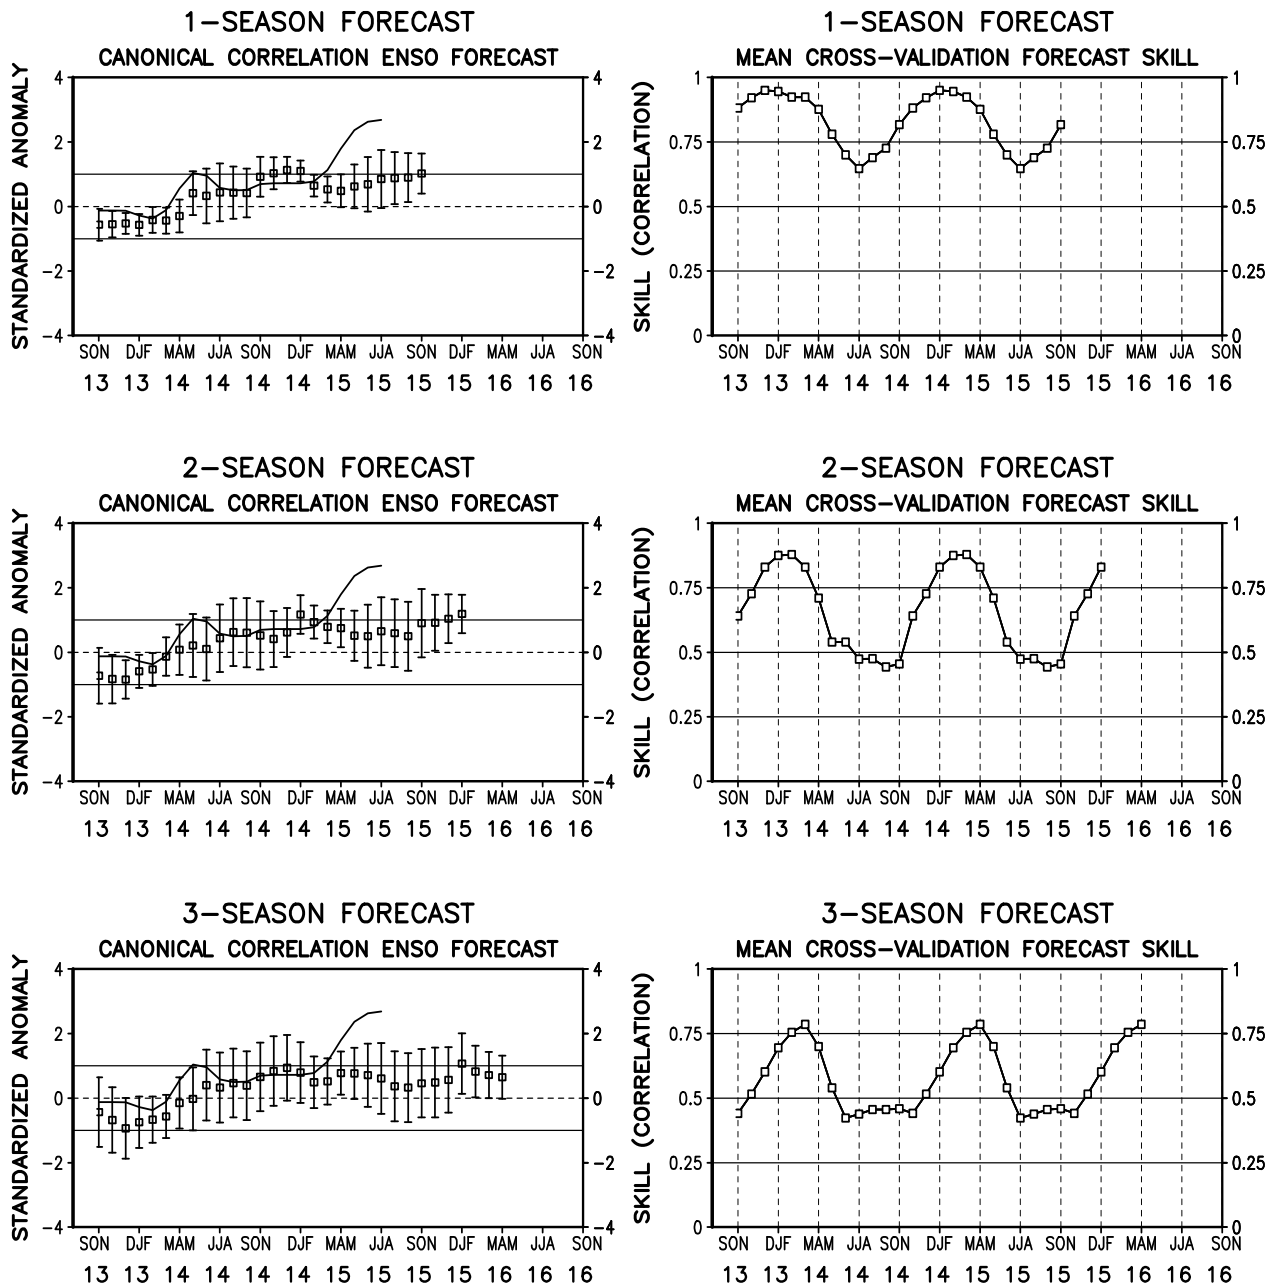 1-SEASON FORECAST
CANONICAL CORRELATION ENSO FORECAST
STANDARDIZED ANOMALY
4 4
2 2
0 0
-2 -2
-4 -4
SON DJF MAM JJA SON DJF MAM JJA SON DJF MAM JJA SON
13 13 14 14 14 14 15 15 15 15 16 16 16
1-SEASON FORECAST
MEAN CROSS-VALIDATION FORECAST SKILL
SKILL (CORRELATION)
1 1
0.75 0.75
0.5 0.5
0.25 0.25
0 0
SON DJF MAM JJA SON DJF MAM JJA SON DJF MAM JJA SON
13 13 14 14 14 14 15 15 15 15 16 16 16
2-SEASON FORECAST
CANONICAL CORRELATION ENSO FORECAST
STANDARDIZED ANOMALY
4 4
2 2
0 0
-2 -2
-4 -4
SON DJF MAM JJA SON DJF MAM JJA SON DJF MAM JJA SON
13 13 14 14 14 14 15 15 15 15 16 16 16
2-SEASON FORECAST
MEAN CROSS-VALIDATION FORECAST SKILL
SKILL (CORRELATION)
1 1
0.75 0.75
0.5 0.5
0.25 0.25
0 0
SON DJF MAM JJA SON DJF MAM JJA SON DJF MAM JJA SON
13 13 14 14 14 14 15 15 15 15 16 16 16
3-SEASON FORECAST
CANONICAL CORRELATION ENSO FORECAST
STANDARDIZED ANOMALY
4 4
2 2
0 0
-2 -2
-4 -4
SON DJF MAM JJA SON DJF MAM JJA SON DJF MAM JJA SON
13 13 14 14 14 14 15 15 15 15 16 16 16
3-SEASON FORECAST
MEAN CROSS-VALIDATION FORECAST SKILL
SKILL (CORRELATION)
1 1
0.75 0.75
0.5 0.5
0.25 0.25
0 0
SON DJF MAM JJA SON DJF MAM JJA SON DJF MAM JJA SON
13 13 14 14 14 14 15 15 15 15 16 16 16